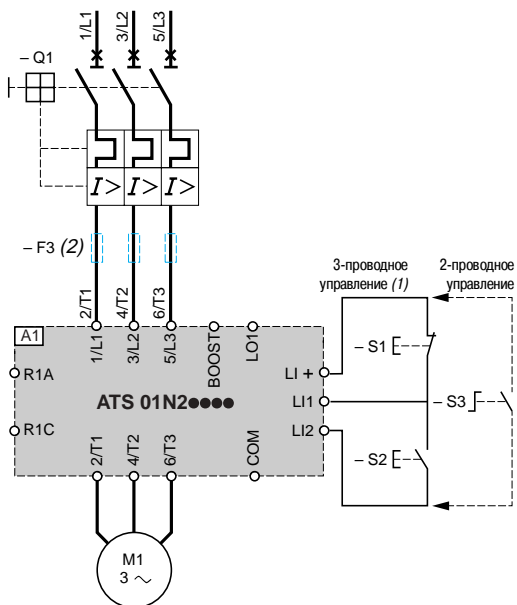 1/L1
3/L2
5/L3
– Q1
I>
I>
I>
– F3 (2)
2/T1
4/T2
6/T3
3-проводное
управление (1)
2-проводное
управление
A1
1/L1
3/L2
5/L3
BOOST
LO1
R1A
LI +
– S1
ATS 01N2●●●●
LI1
– S3
R1C
LI2
2/T1
4/T2
6/T3
COM
– S2
M1
3 ~